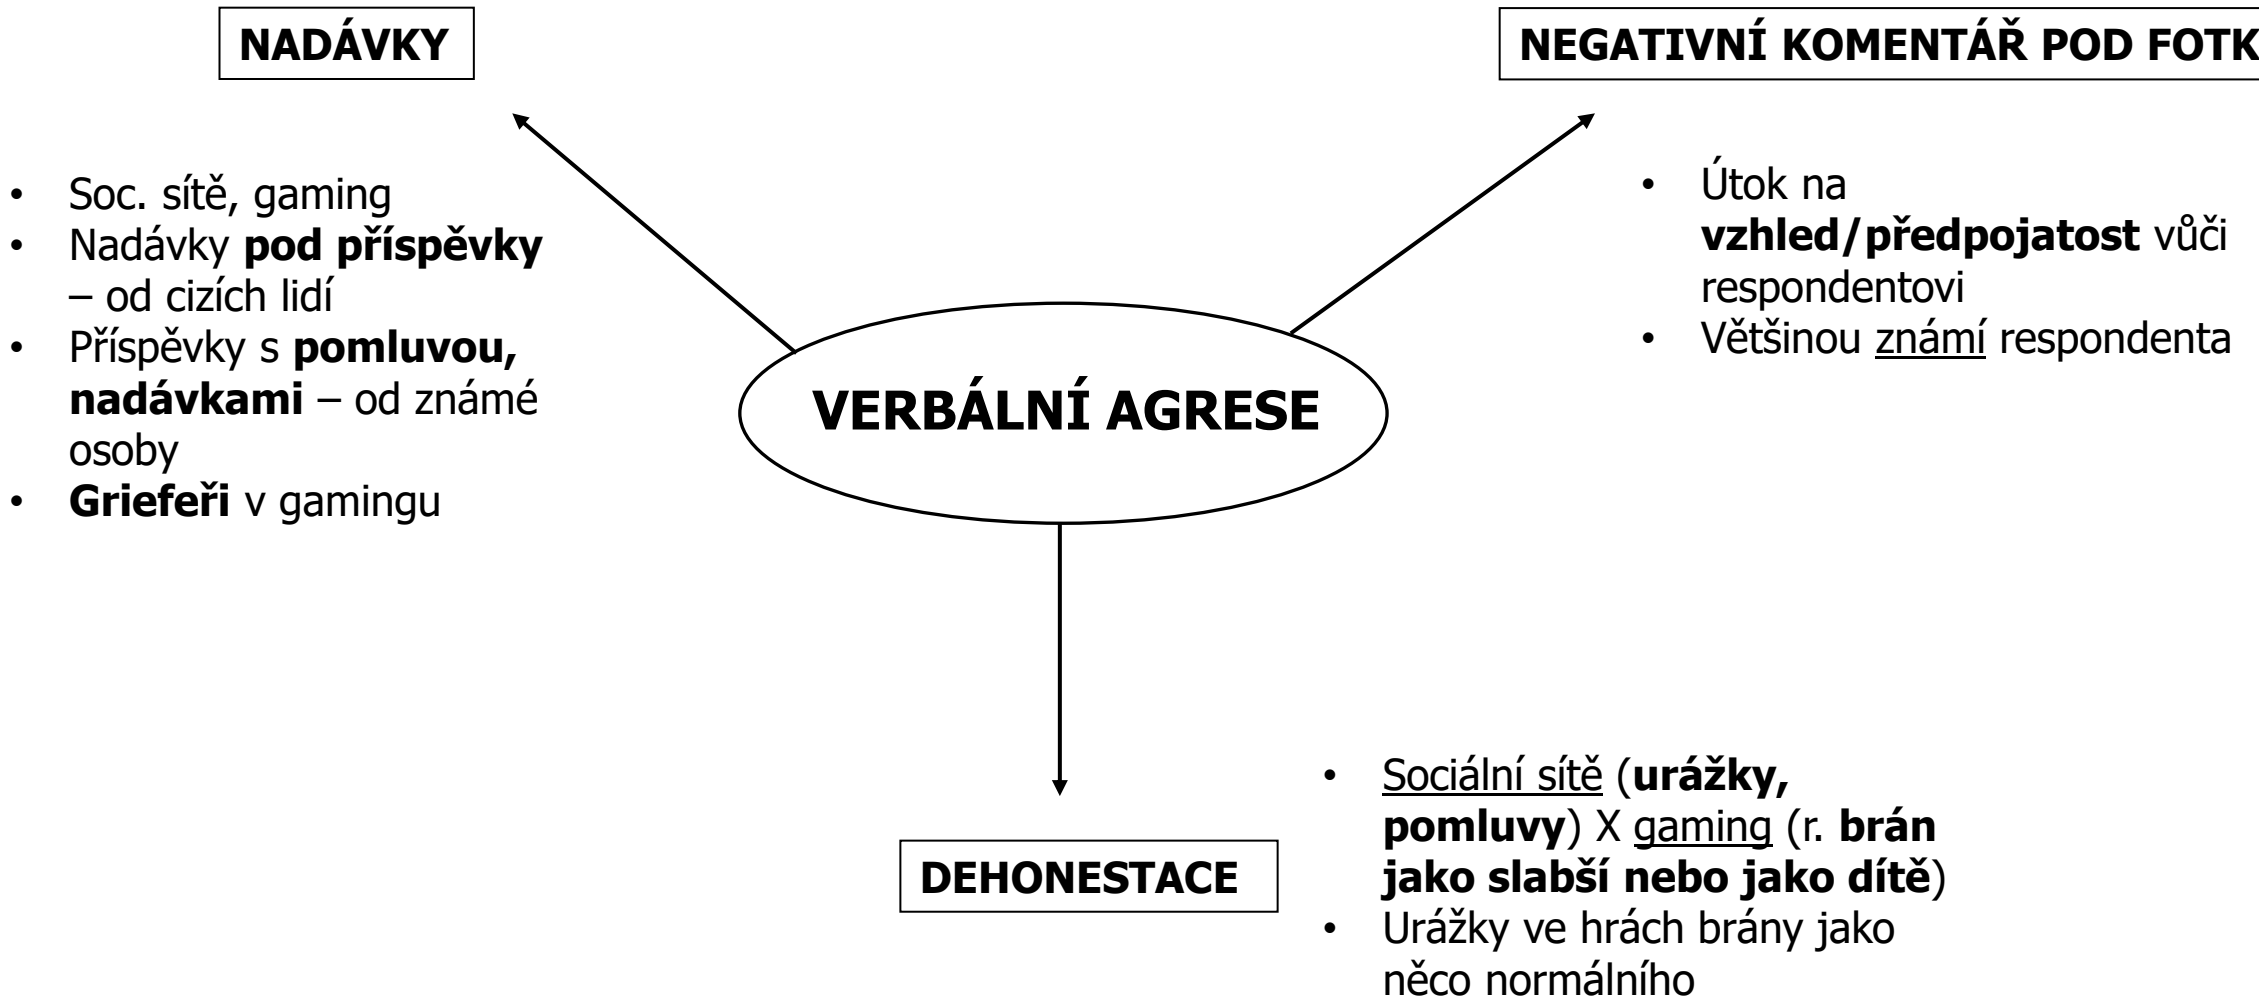 NADÁVKY
• Soc. sítě, gaming
• Nadávky pod příspěvky
– od cizích lidí
• Příspěvky s pomluvou,
nadávkami – od známé
osoby
• Griefeři v gamingu
NEGATIVNÍ KOMENTÁŘ POD FOTK
• Útok na
vzhled/předpojatost vůči
respondentovi
• Většinou známí respondenta
VERBÁLNÍ AGRESE
DEHONESTACE
• Sociální sítě (urážky,
pomluvy) X gaming (r. brán
jako slabší nebo jako dítě)
• Urážky ve hrách brány jako
něco normálního